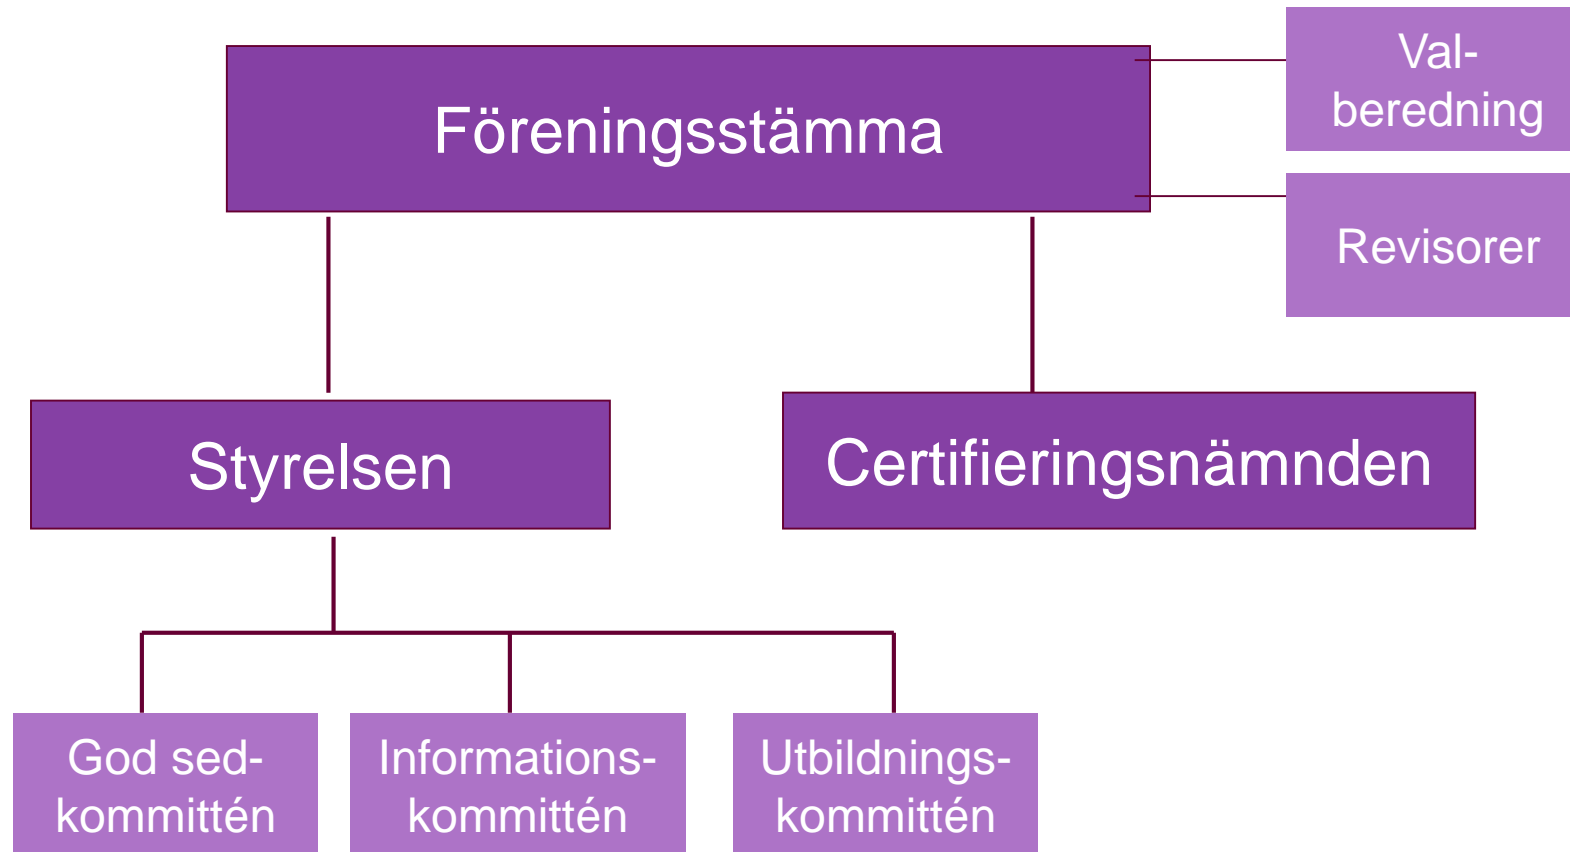 Val-
beredning
Föreningsstämma
Revisorer
Styrelsen
Certifieringsnämnden
God sed-
kommittén
Informations-
kommittén
Utbildnings-
kommittén